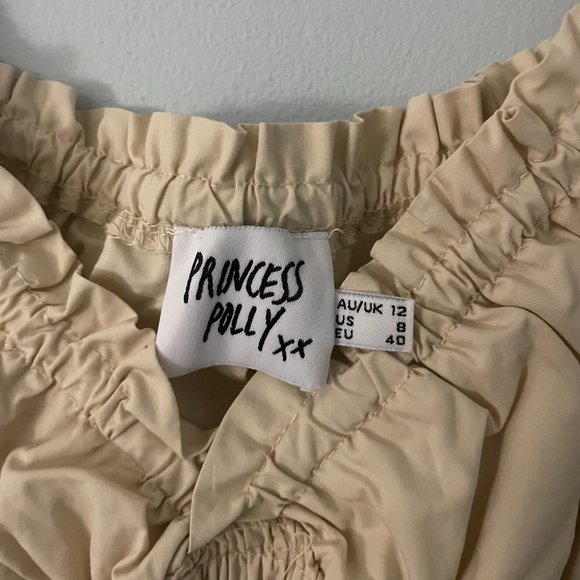 PRINCESS
POLLY
xx
AU/UK 12
US 8
EU 40